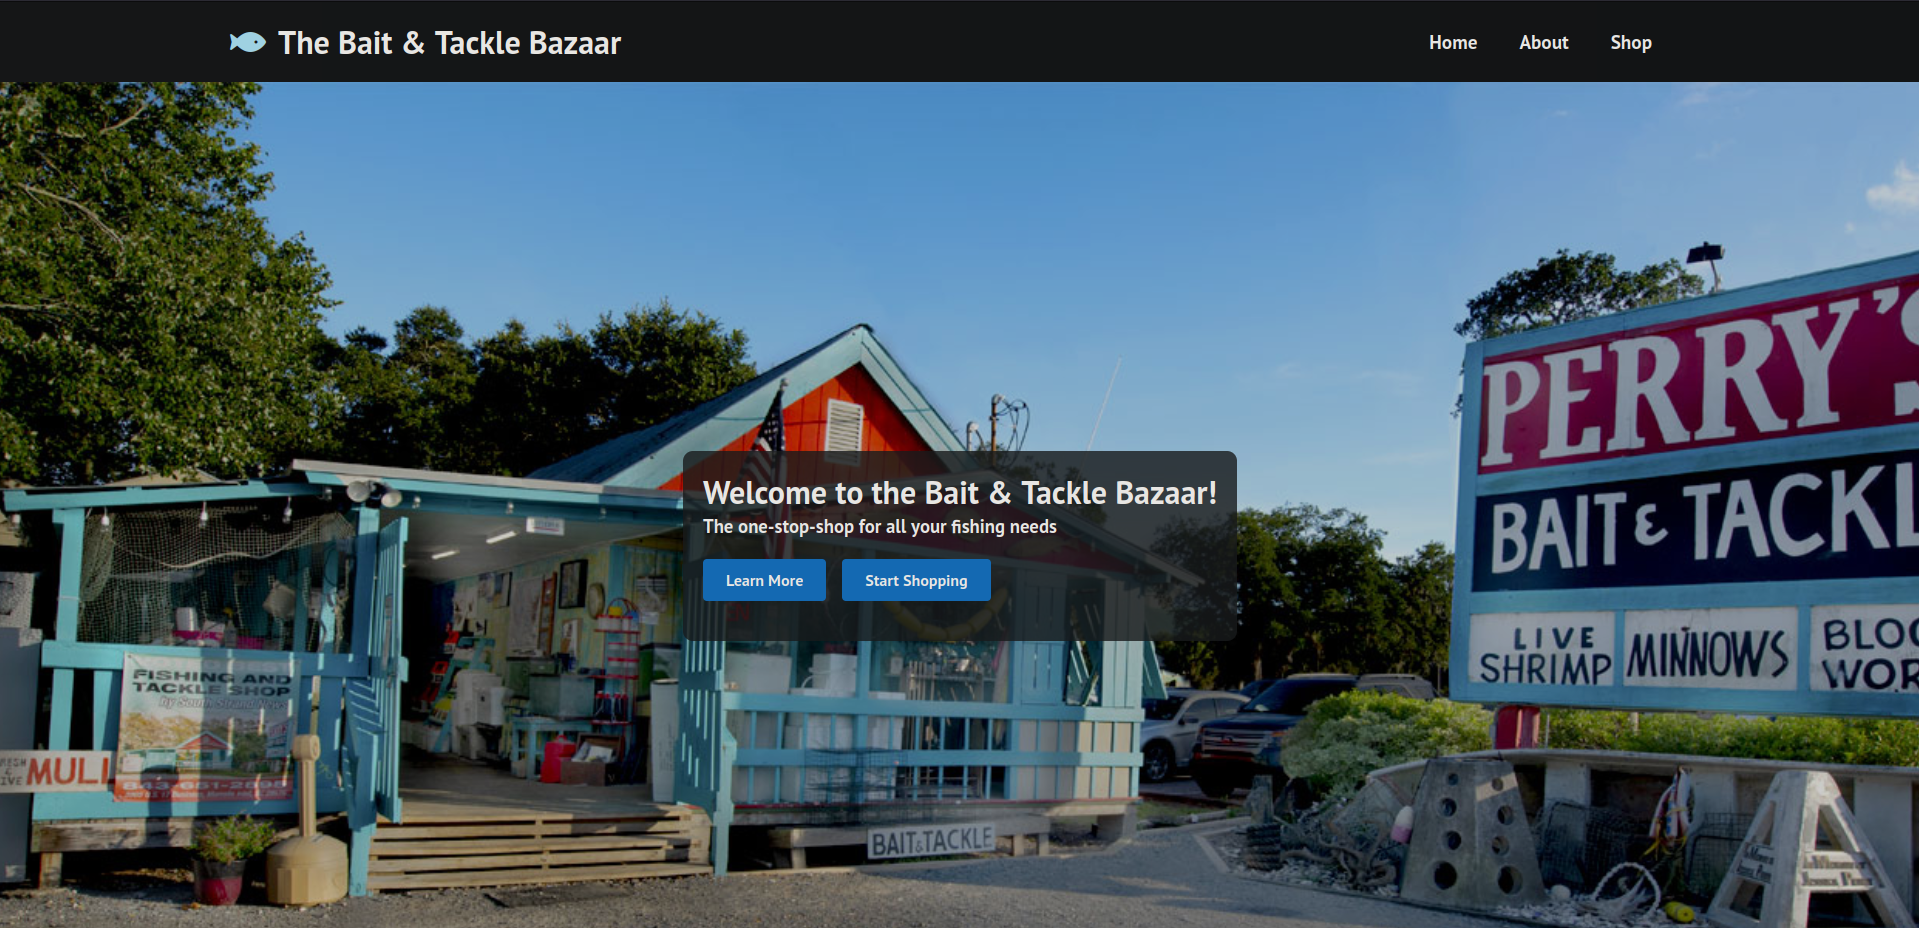 The Bait & Tackle Bazaar
Home About Shop
PERRY'S
BAIT & TACKL
LIVE
SHRIMP
MINNOWS
BLOO
WOR
Welcome to the Bait & Tackle Bazaar!
The one-stop-shop for all your fishing needs
Learn More Start Shopping
FISHING AND
TACKLE SHOP
MULL
BAIT & TACKLE